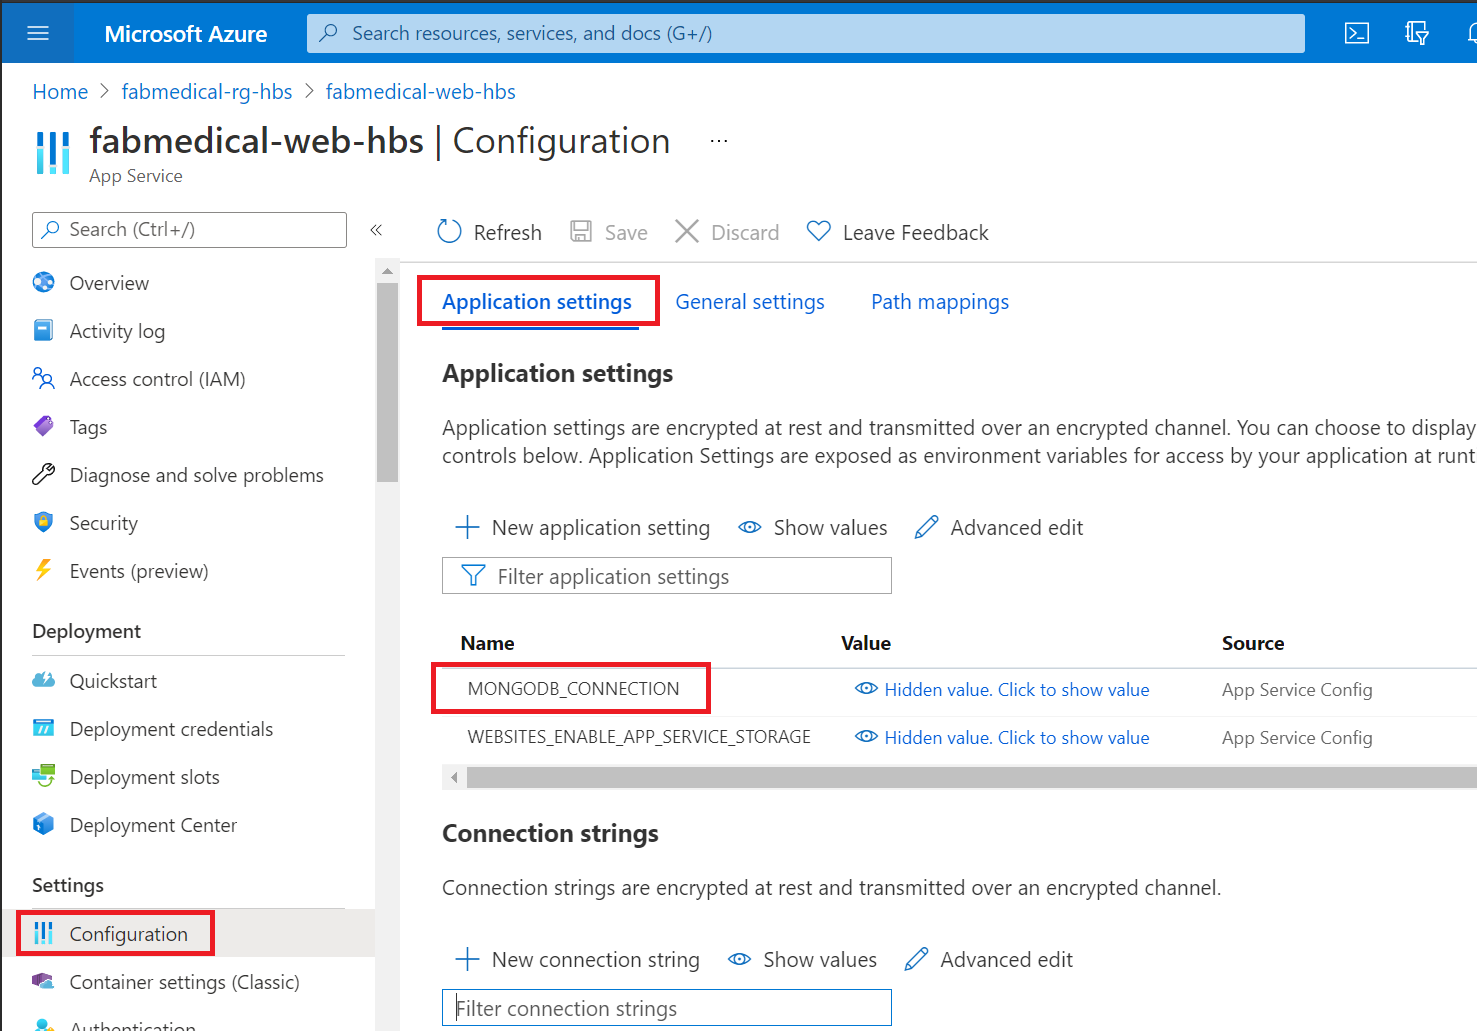 Microsoft Azure
Search resources, services, and docs (G+/)
Home > fabmedical-rg-hbs > fabmedical-web-hbs
fabmedical-web-hbs | Configuration ...
App Service
Search (Ctrl+/)
«
Overview
Activity log
Access control (IAM)
Tags
Diagnose and solve problems
Security
Events (preview)
Deployment
Quickstart
Deployment credentials
Deployment slots
Deployment Center
Settings
Configuration
Container settings (Classic)
Authentication
Refresh Save Discard Leave Feedback
Application settings General settings Path mappings
Application settings
Application settings are encrypted at rest and transmitted over an encrypted channel. You can choose to display
controls below. Application Settings are exposed as environment variables for access by your application at runt
New application setting Show values Advanced edit
Filter application settings
Name Value Source
MONGODB_CONNECTION Hidden value. Click to show value App Service Config
WEBSITES_ENABLE_APP_SERVICE_STORAGE Hidden value. Click to show value App Service Config
Connection strings
Connection strings are encrypted at rest and transmitted over an encrypted channel.
New connection string Show values Advanced edit
Filter connection strings